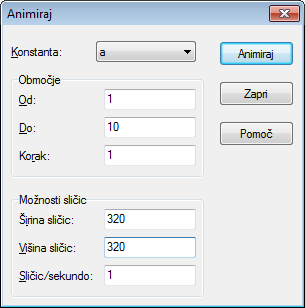 Animiraj
Konstanta: a Animiraj
Območje
Od: 1 Zapri
Do: 10
Korak: 1 Pomoč
Možnosti sličic
Širina sličic: 320
Višina sličic: 320
Sličic/sekundo: 1